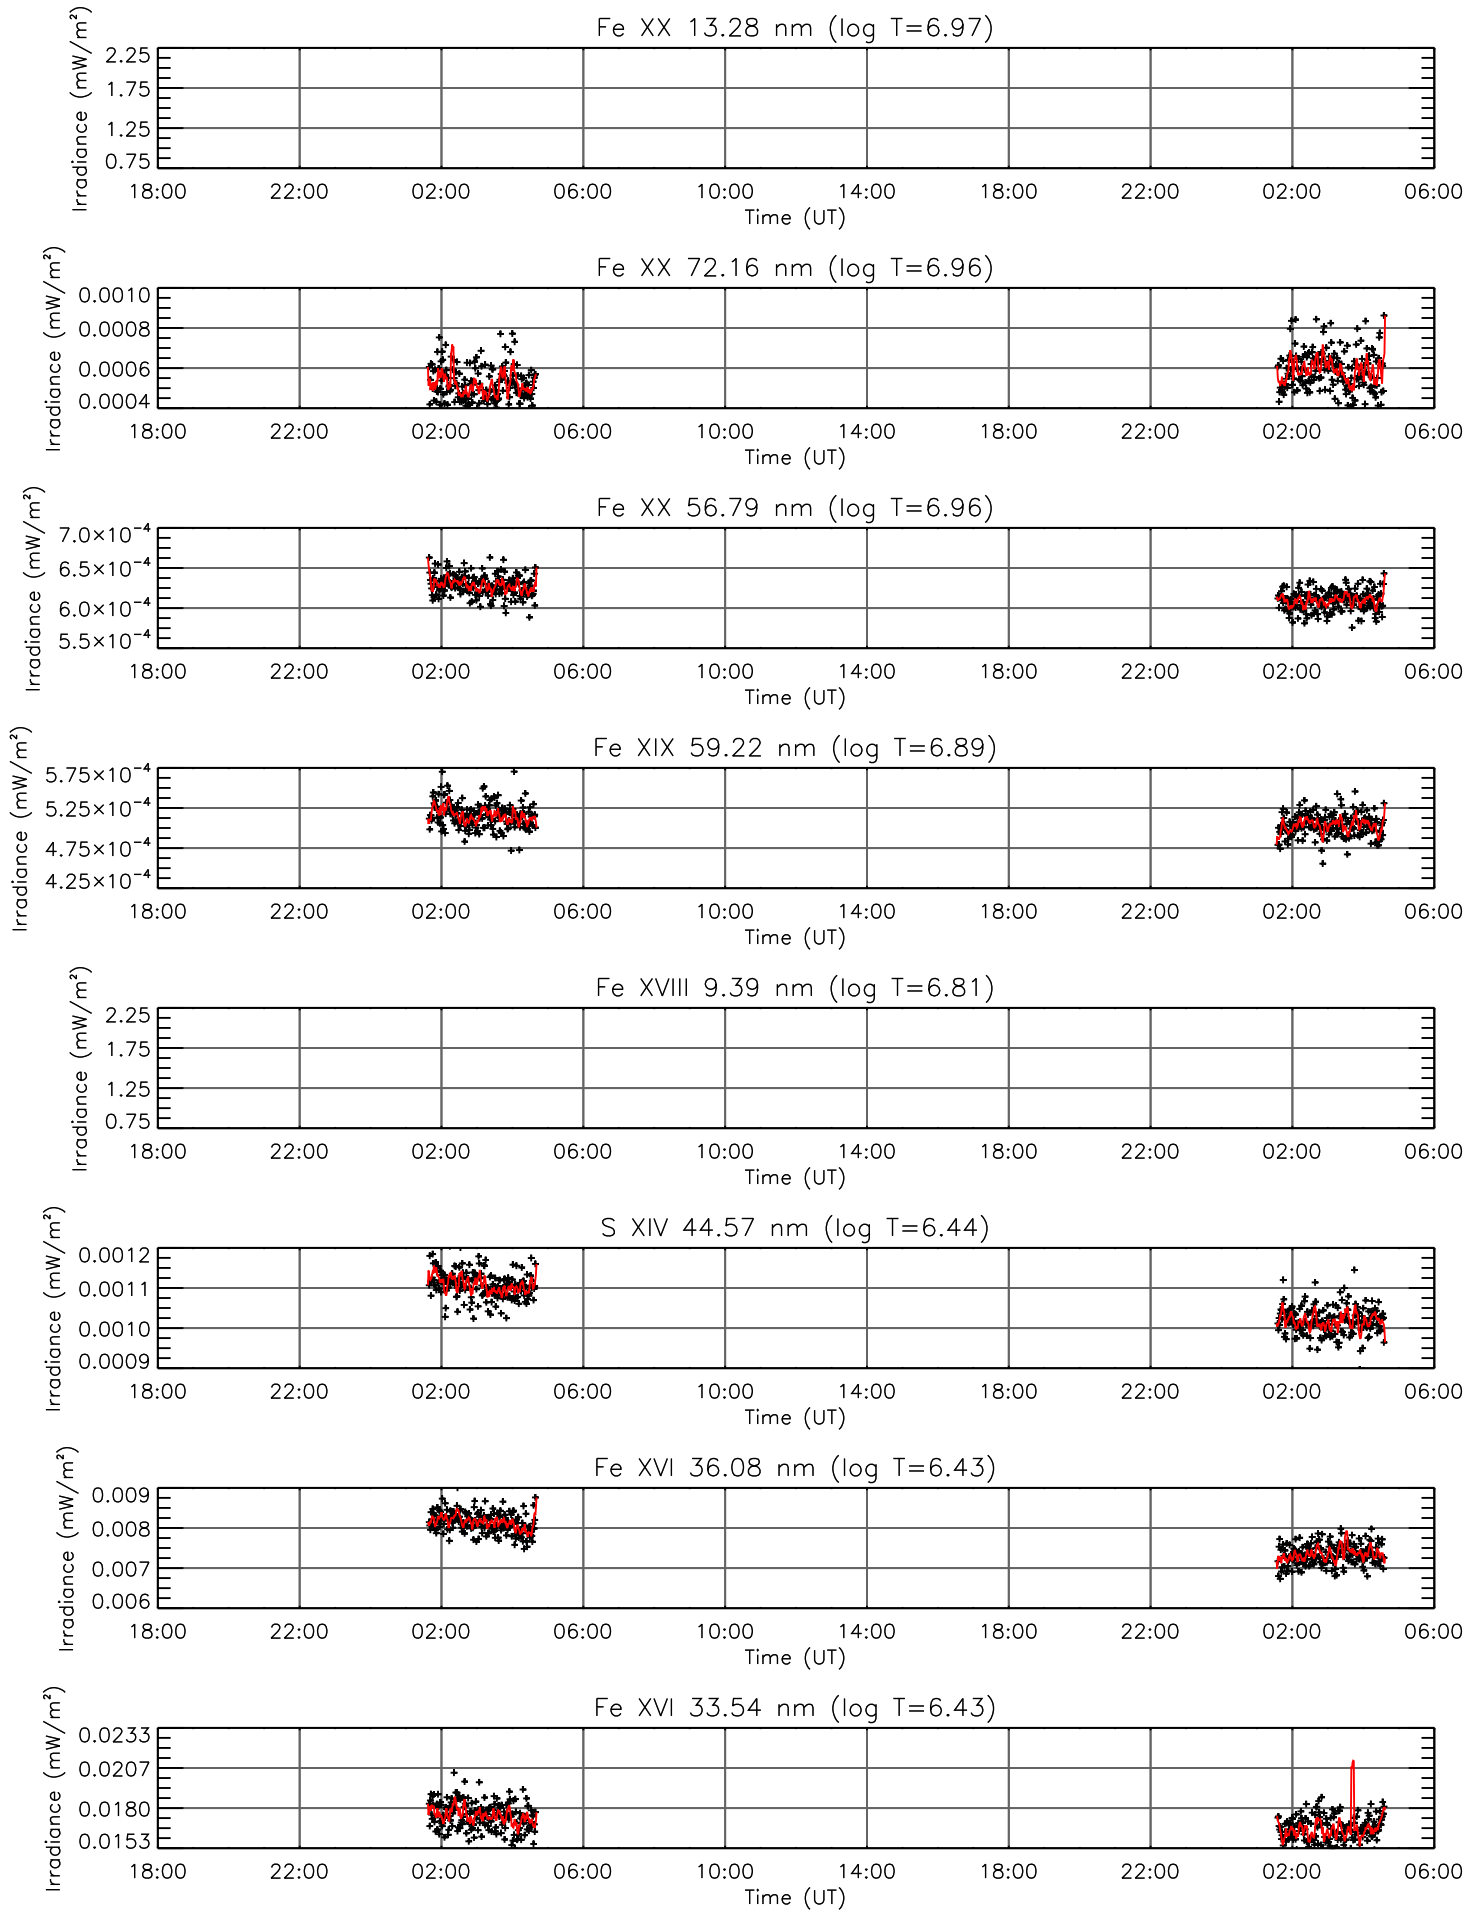 Fe XX 13.28 nm (log T=6.97)
Irradiance (mW/m²)
2.25
1.75
1.25
0.75
18:00 22:00 02:00 06:00 10:00 14:00 18:00 22:00 02:00 06:00
Time (UT)
Fe XX 72.16 nm (log T=6.96)
Irradiance (mW/m²)
0.0010
0.0008
0.0006
0.0004
18:00 22:00 02:00 06:00 10:00 14:00 18:00 22:00 02:00 06:00
Time (UT)
Fe XX 56.79 nm (log T=6.96)
Irradiance (mW/m²)
7.0×10⁻⁴
6.5×10⁻⁴
6.0×10⁻⁴
5.5×10⁻⁴
18:00 22:00 02:00 06:00 10:00 14:00 18:00 22:00 02:00 06:00
Time (UT)
Fe XIX 59.22 nm (log T=6.89)
Irradiance (mW/m²)
5.75×10⁻⁴
5.25×10⁻⁴
4.75×10⁻⁴
4.25×10⁻⁴
18:00 22:00 02:00 06:00 10:00 14:00 18:00 22:00 02:00 06:00
Time (UT)
Fe XVIII 9.39 nm (log T=6.81)
Irradiance (mW/m²)
2.25
1.75
1.25
0.75
18:00 22:00 02:00 06:00 10:00 14:00 18:00 22:00 02:00 06:00
Time (UT)
S XIV 44.57 nm (log T=6.44)
Irradiance (mW/m²)
0.0012
0.0011
0.0010
0.0009
18:00 22:00 02:00 06:00 10:00 14:00 18:00 22:00 02:00 06:00
Time (UT)
Fe XVI 36.08 nm (log T=6.43)
Irradiance (mW/m²)
0.009
0.008
0.007
0.006
18:00 22:00 02:00 06:00 10:00 14:00 18:00 22:00 02:00 06:00
Time (UT)
Fe XVI 33.54 nm (log T=6.43)
Irradiance (mW/m²)
0.0233
0.0207
0.0180
0.0153
18:00 22:00 02:00 06:00 10:00 14:00 18:00 22:00 02:00 06:00
Time (UT)